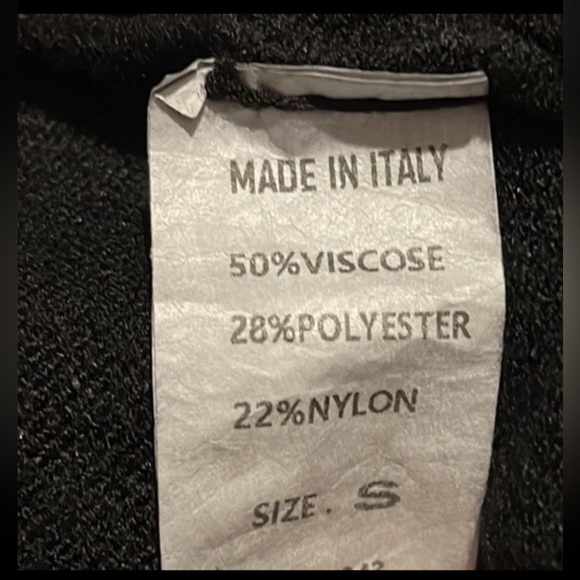 MADE IN ITALY
50%VISCOSE
28%POLYESTER
22%NYLON
SIZE. S